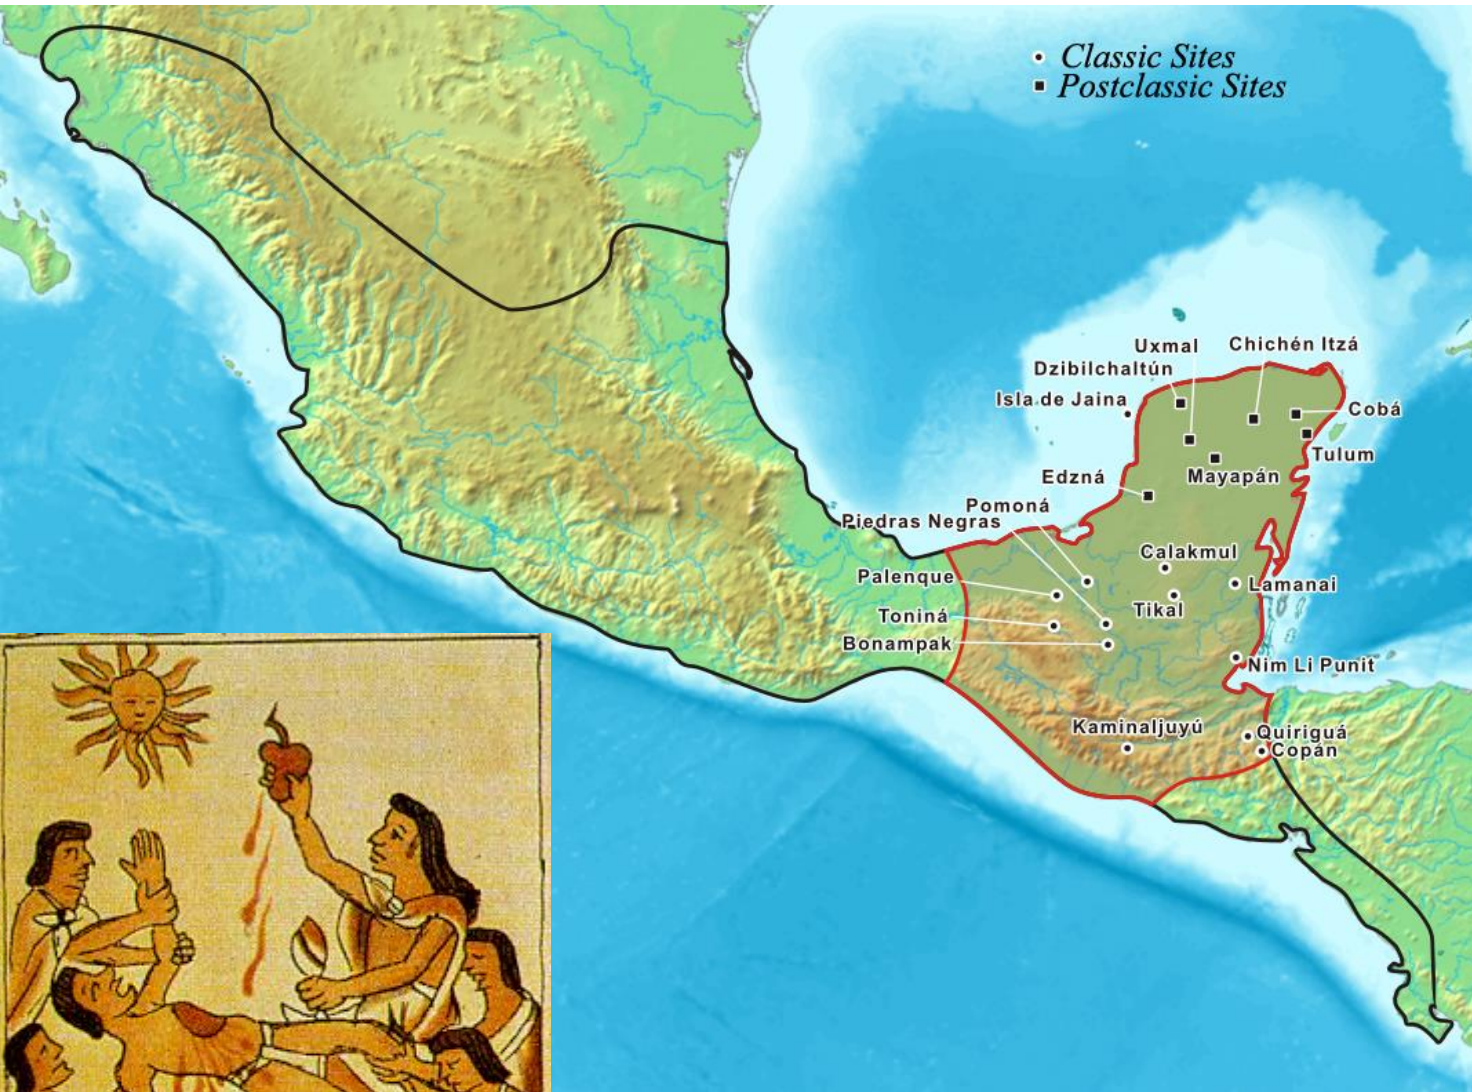 Classic Sites
Postclassic Sites
Uxmal
Chichén Itzá
Dzibilchaltún
Isla de Jaina
Cobá
Tulum
Edzná
Mayapán
Pomoná
Piedras Negras
Calakmul
Palenque
Lamanai
Tikal
Toniná
Bonampak
Nim Li Punit
Kaminaljuyú
Quiriguá
Copán